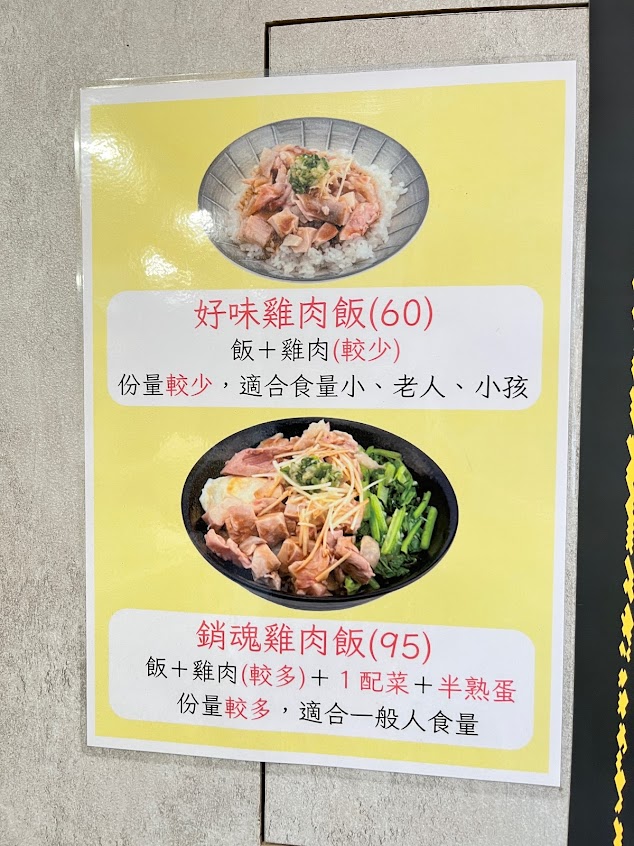 好味雞肉飯(60)
飯＋雞肉(較少)
份量較少，適合食量小、老人、小孩
銷魂雞肉飯(95)
飯＋雞肉(較多)＋１配菜＋半熟蛋
份量較多，適合一般人食量